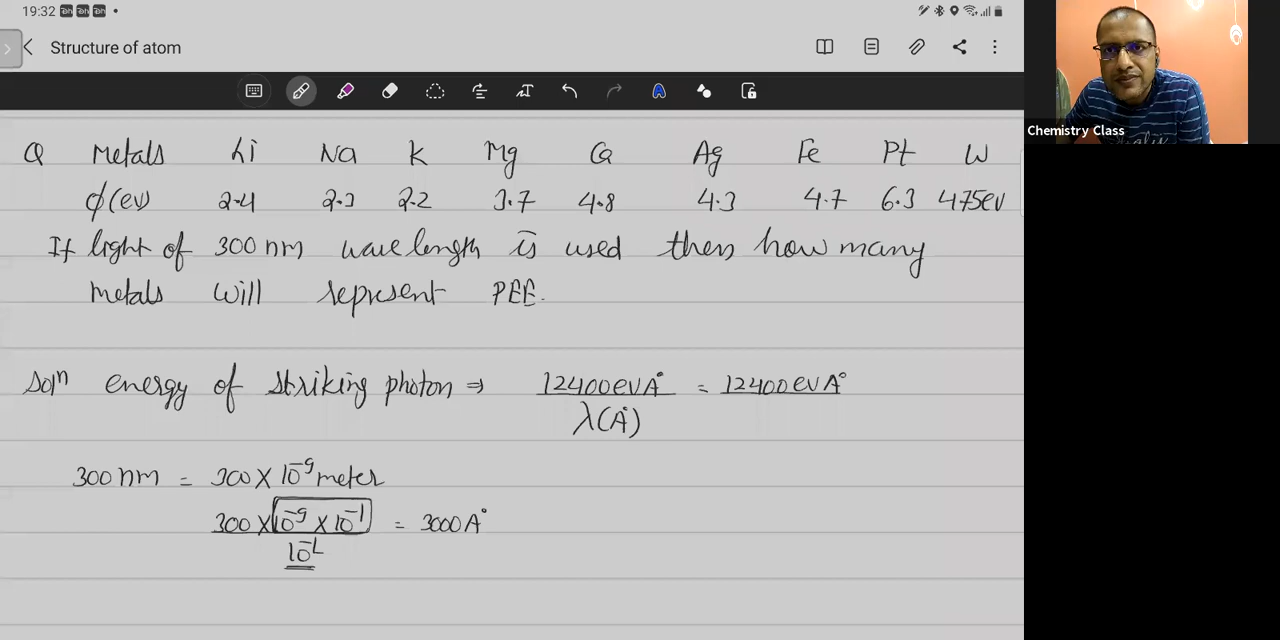 19:32
Structure of atom
Chemistry Class
Q Metals Li Na K Mg Cu Ag Fe Pt W
ϕ(ev) 2.4 2.3 2.2 3.7 4.8 4.3 4.7 6.3 4.75eV
If light of 300 nm wavelength is used then how many
Metals will represent PEE.
Solⁿ energy of striking photon ⇒ 12400eVA° / λ(A°) = 12400eVA°
300 nm = 300 × 10⁻⁹ meter
300 × 10⁻⁹ × 10⁻¹ / 10⁻¹ = 3000 A°